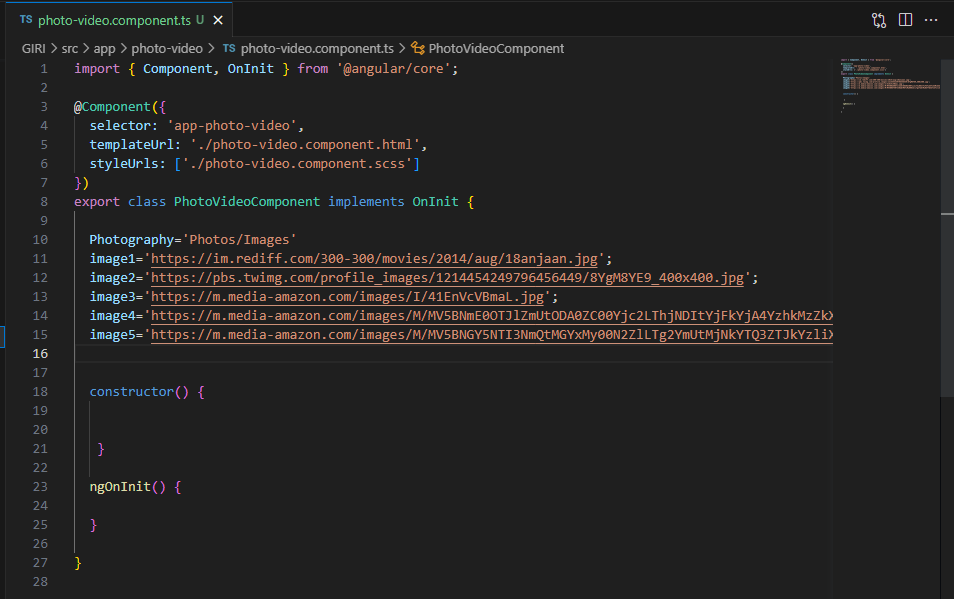 TS photo-video.component.ts U ×
GIRI > src > app > photo-video > TS photo-video.component.ts > PhotoVideoComponent
1 import { Component, OnInit } from '@angular/core';
2
3 @Component({
4 selector: 'app-photo-video',
5 templateUrl: './photo-video.component.html',
6 styleUrls: ['./photo-video.component.scss']
7 })
8 export class PhotoVideoComponent implements OnInit {
9
10 Photography='Photos/Images'
11 image1='https://im.rediff.com/300-300/movies/2014/aug/18anjaan.jpg';
12 image2='https://pbs.twimg.com/profile_images/1214454249796456449/8YgM8YE9_400x400.jpg';
13 image3='https://m.media-amazon.com/images/I/41EnVcVBmaL.jpg';
14 image4='https://m.media-amazon.com/images/M/MV5BNmE0OTJlZmUtODA0ZC00Yjc2LThjNDItYjFkYjA4YzhkMzZkX
15 image5='https://m.media-amazon.com/images/M/MV5BNGY5NTI3NmQtMGYxMy00N2ZlLTg2YmUtMjNkYTQ3ZTJkYzliX
16
17
18 constructor() {
19
20
21 }
22
23 ngOnInit() {
24
25 }
26
27 }
28